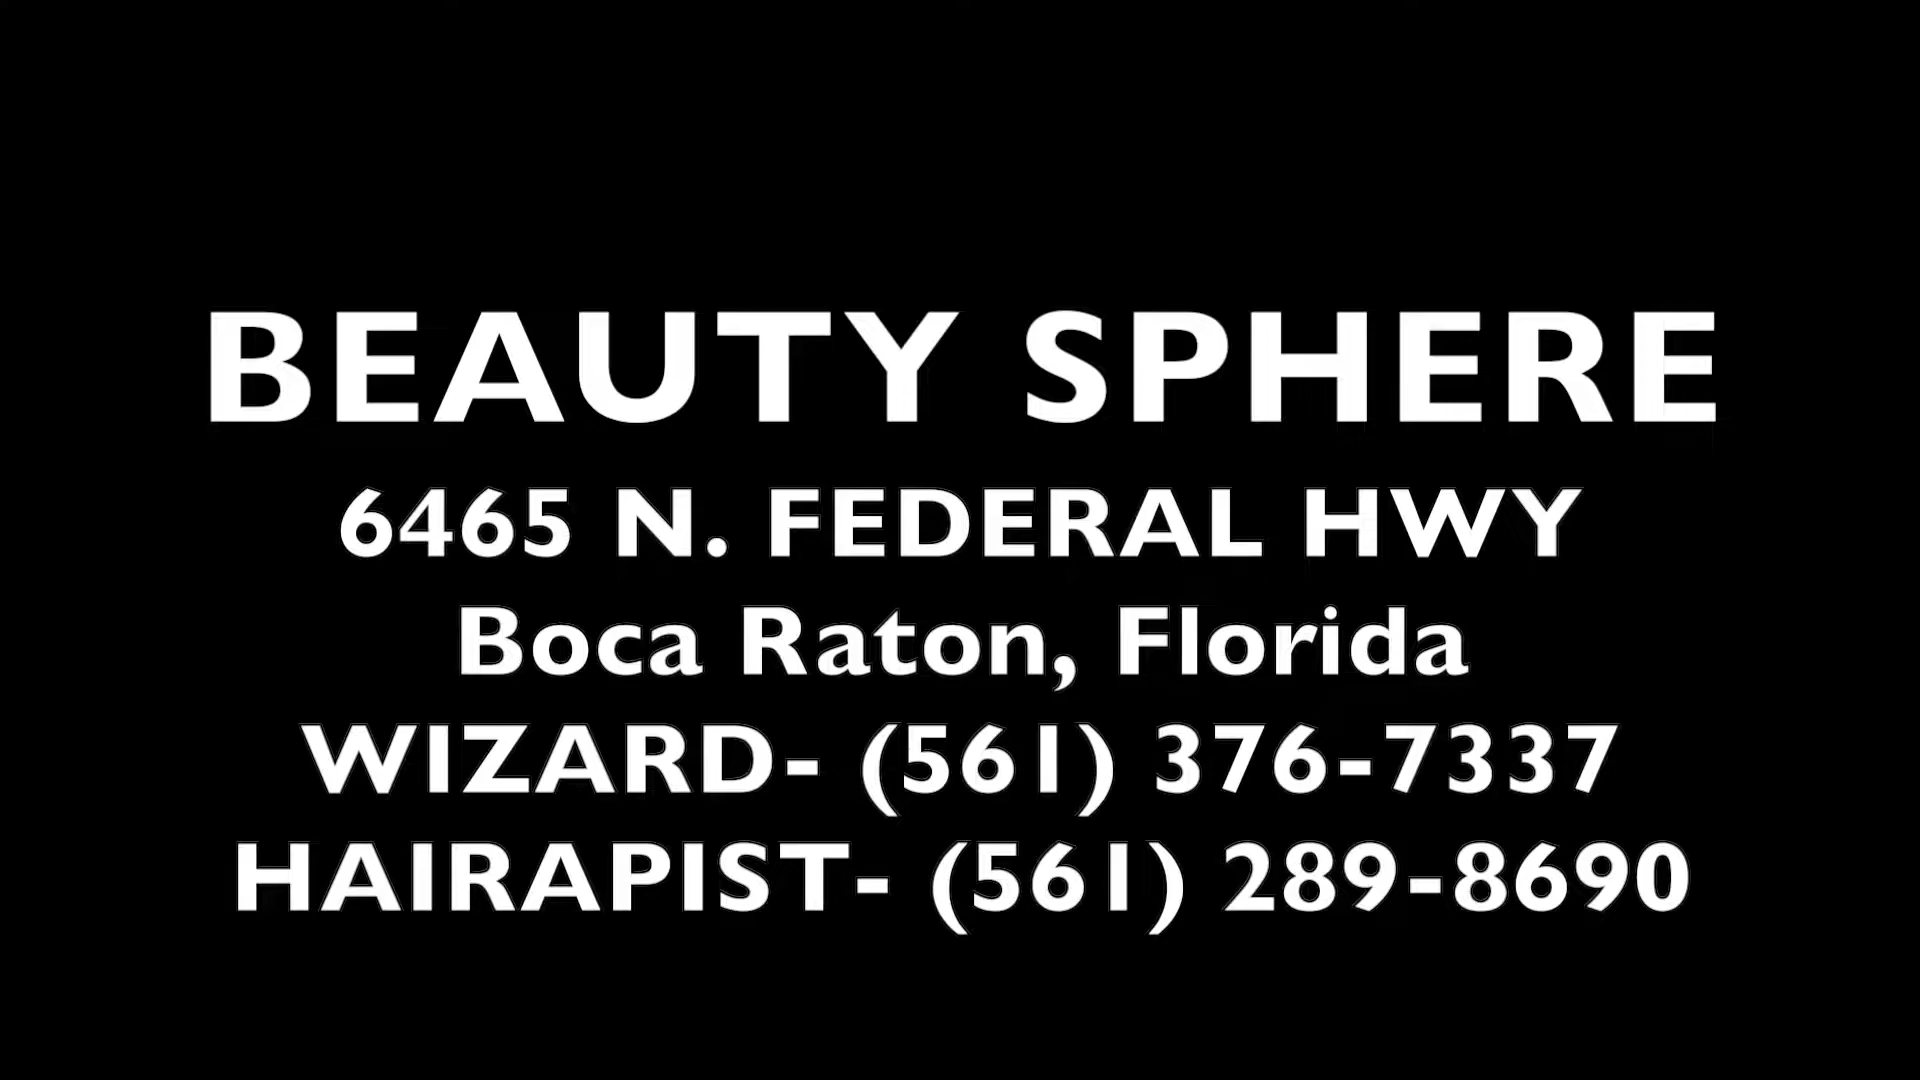 BEAUTY SPHERE
6465 N. FEDERAL HWY
Boca Raton, Florida
WIZARD- (561) 376-7337
HAIRAPIST- (561) 289-8690